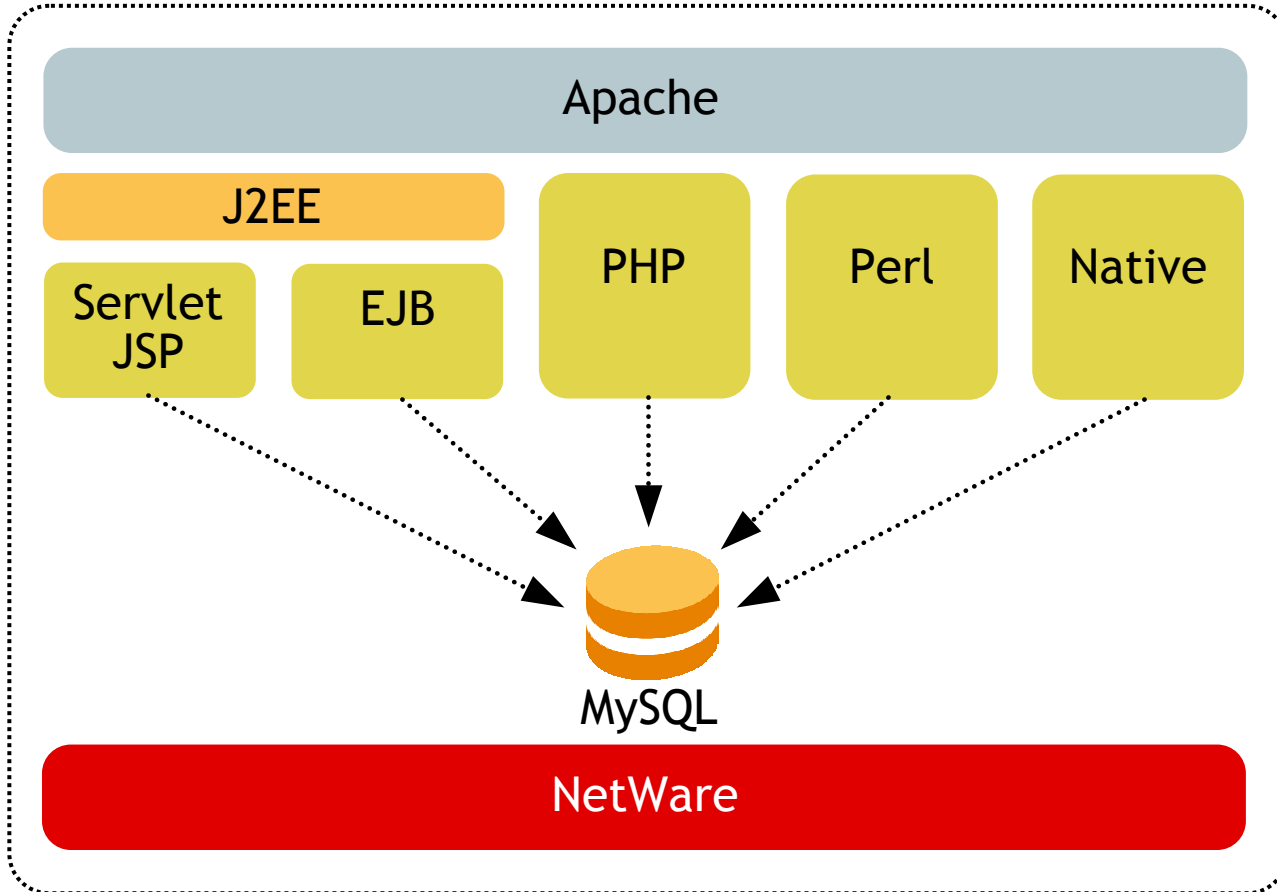 Apache
J2EE
Servlet
JSP
EJB
PHP
Perl
Native
MySQL
NetWare